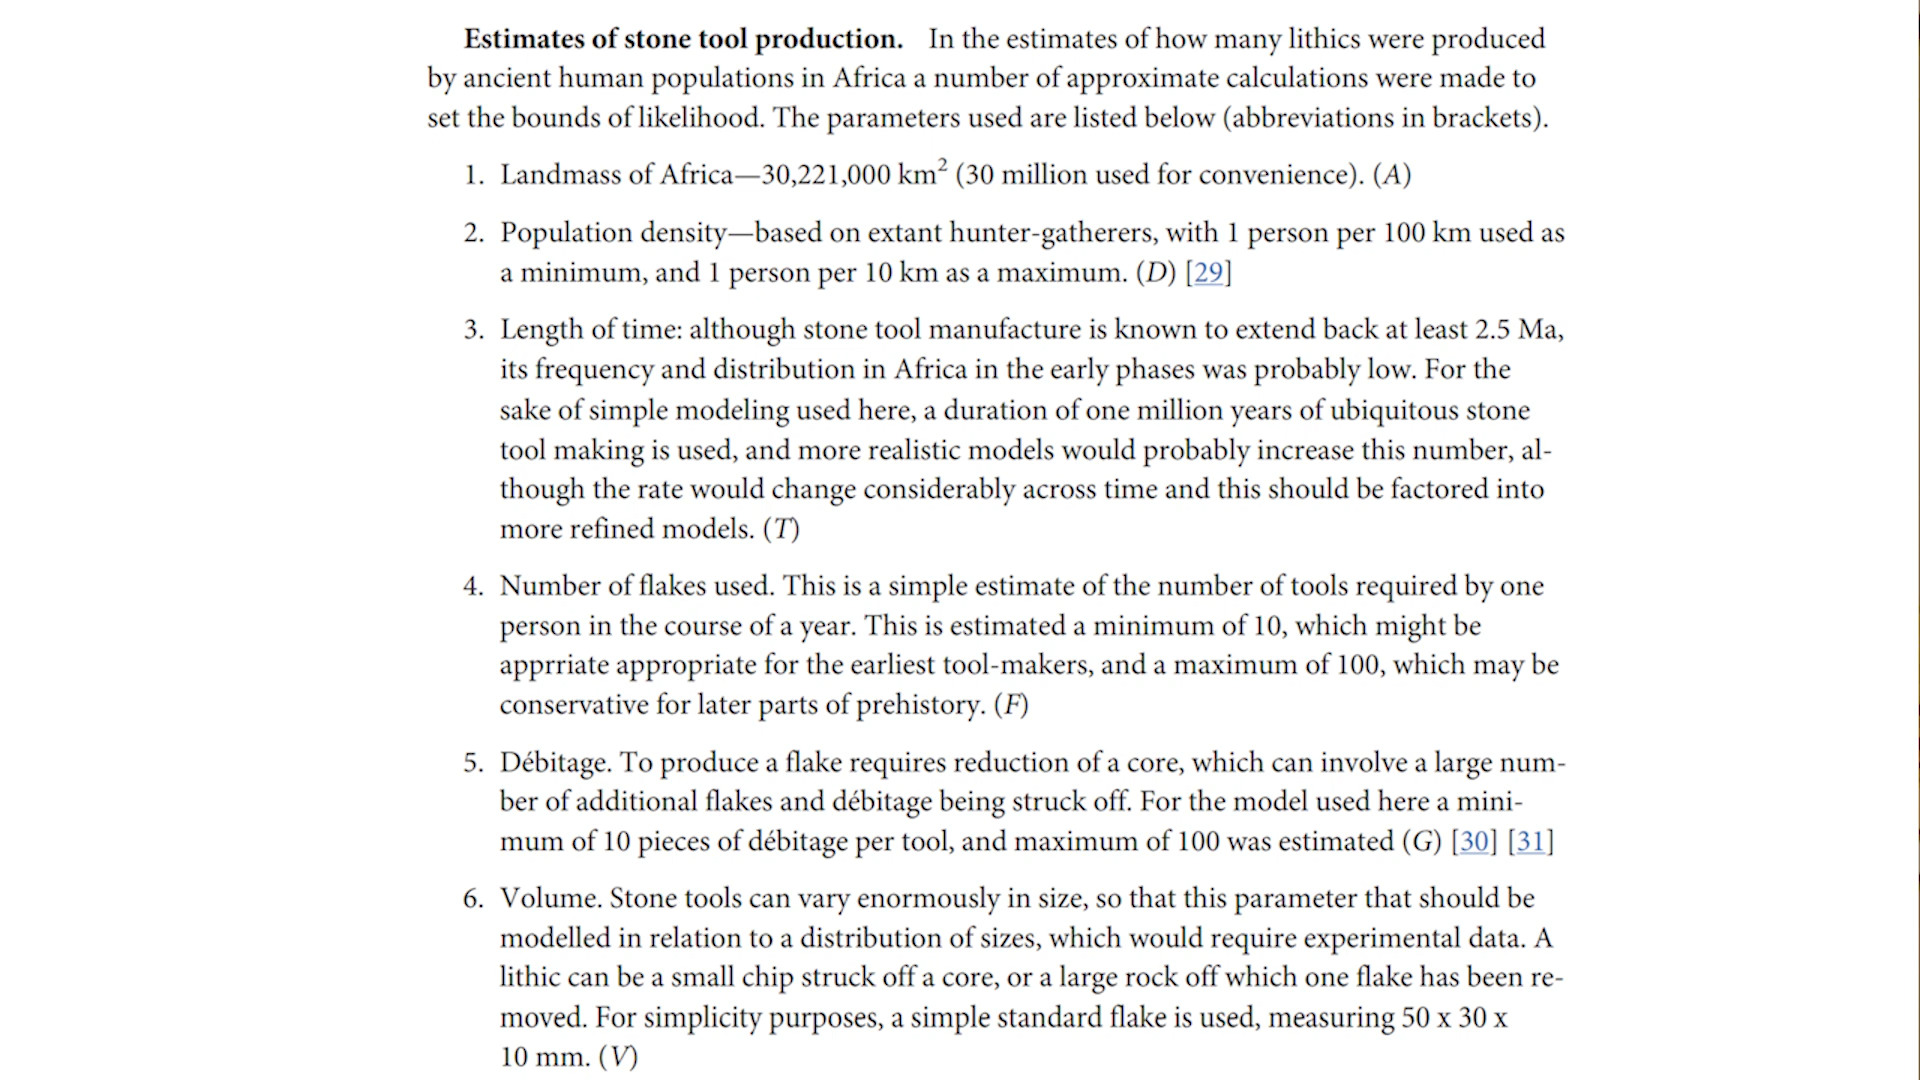 Estimates of stone tool production. In the estimates of how many lithics were produced
by ancient human populations in Africa a number of approximate calculations were made to
set the bounds of likelihood. The parameters used are listed below (abbreviations in brackets).
1. Landmass of Africa—30,221,000 km² (30 million used for convenience). (A)
2. Population density—based on extant hunter-gatherers, with 1 person per 100 km used as
a minimum, and 1 person per 10 km as a maximum. (D) [29]
3. Length of time: although stone tool manufacture is known to extend back at least 2.5 Ma,
its frequency and distribution in Africa in the early phases was probably low. For the
sake of simple modeling used here, a duration of one million years of ubiquitous stone
tool making is used, and more realistic models would probably increase this number, al-
though the rate would change considerably across time and this should be factored into
more refined models. (T)
4. Number of flakes used. This is a simple estimate of the number of tools required by one
person in the course of a year. This is estimated a minimum of 10, which might be
apprriate appropriate for the earliest tool-makers, and a maximum of 100, which may be
conservative for later parts of prehistory. (F)
5. Débitage. To produce a flake requires reduction of a core, which can involve a large num-
ber of additional flakes and débitage being struck off. For the model used here a mini-
mum of 10 pieces of débitage per tool, and maximum of 100 was estimated (G) [30] [31]
6. Volume. Stone tools can vary enormously in size, so that this parameter that should be
modelled in relation to a distribution of sizes, which would require experimental data. A
lithic can be a small chip struck off a core, or a large rock off which one flake has been re-
moved. For simplicity purposes, a simple standard flake is used, measuring 50 x 30 x
10 mm. (V)